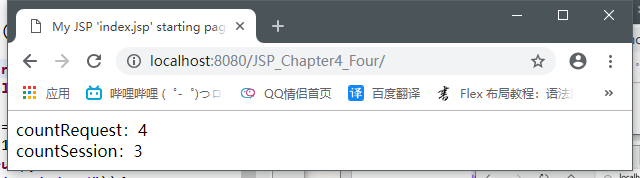 My JSP 'index.jsp' starting pag
localhost:8080/JSP_Chapter4_Four/
应用 哔哩哔哩 ( ゜- ゜)つロ QQ情侣首页 百度翻译 Flex 布局教程：语法
countRequest：4
countSession：3